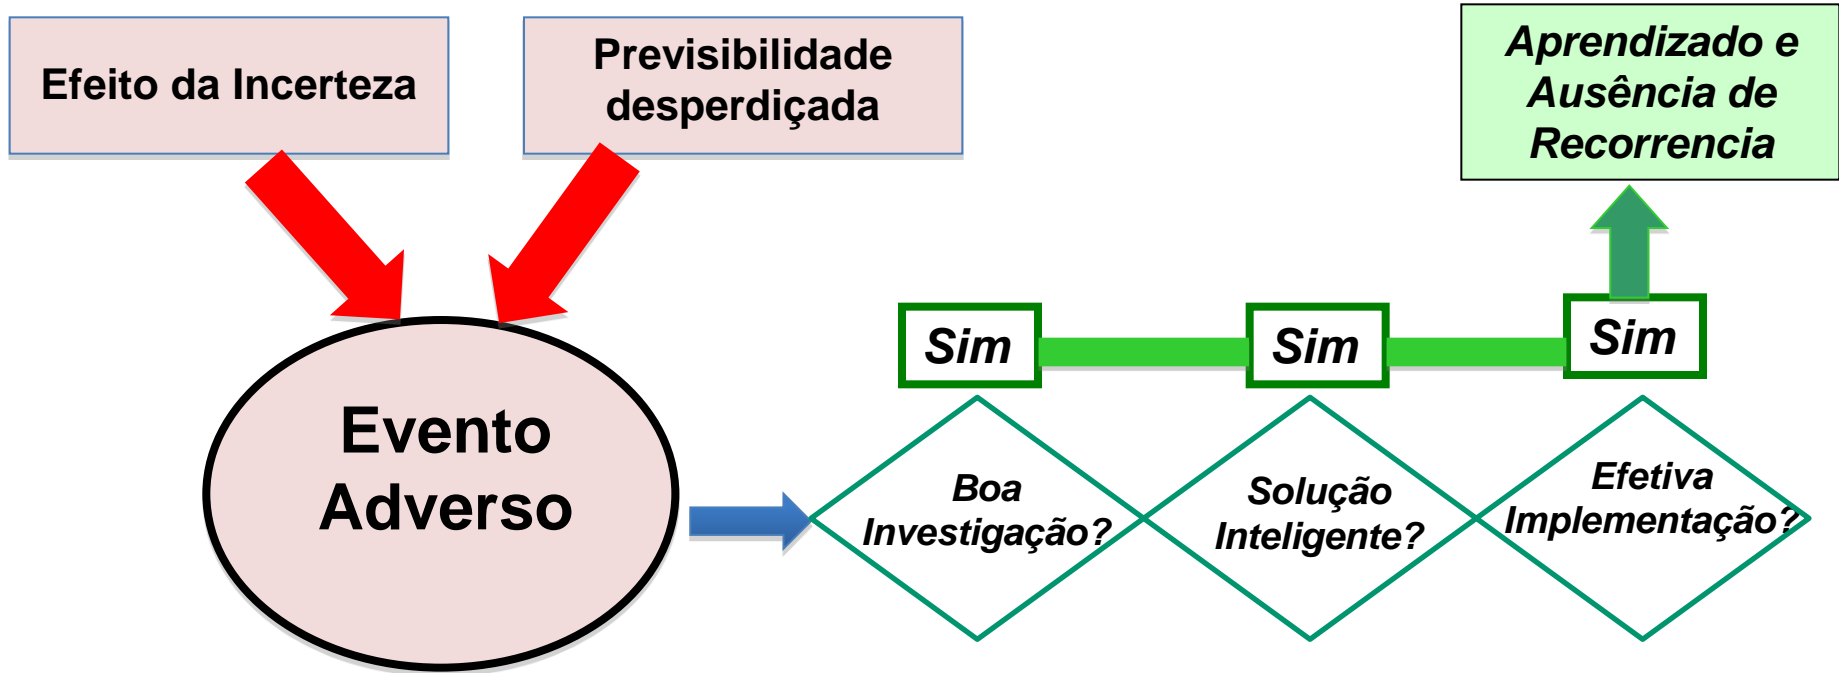 Efeito da Incerteza
Previsibilidade
desperdiçada
Aprendizado e
Ausência de
Recorrencia
Sim
Sim
Sim
Evento
Adverso
Boa
Investigação?
Solução
Inteligente?
Efetiva
Implementação?